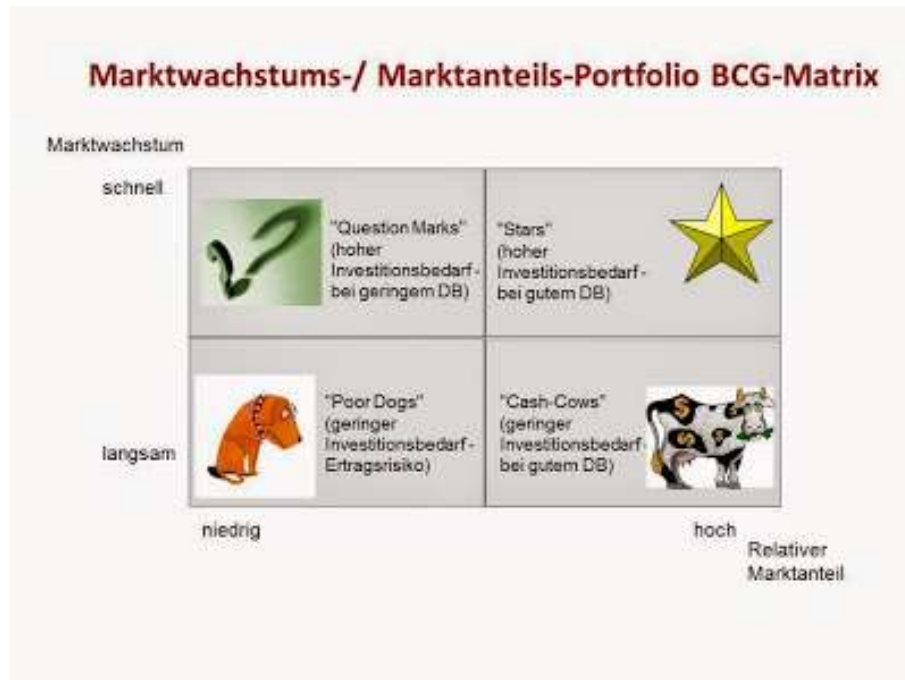 Marktwachstums-/ Marktanteils-Portfolio BCG-Matrix
Marktwachstum
schnell
"Question Marks"
(hoher
Investitionsbedarf-
bei geringem DB)
"Stars"
(hoher
Investitionsbedarf-
bei gutem DB)
langsam
"Poor Dogs"
(geringer
Investitionsbedarf-
Ertragsrisiko)
"Cash-Cows"
(geringer
Investitionsbedarf-
bei gutem DB)
niedrig
hoch
Relativer
Marktanteil